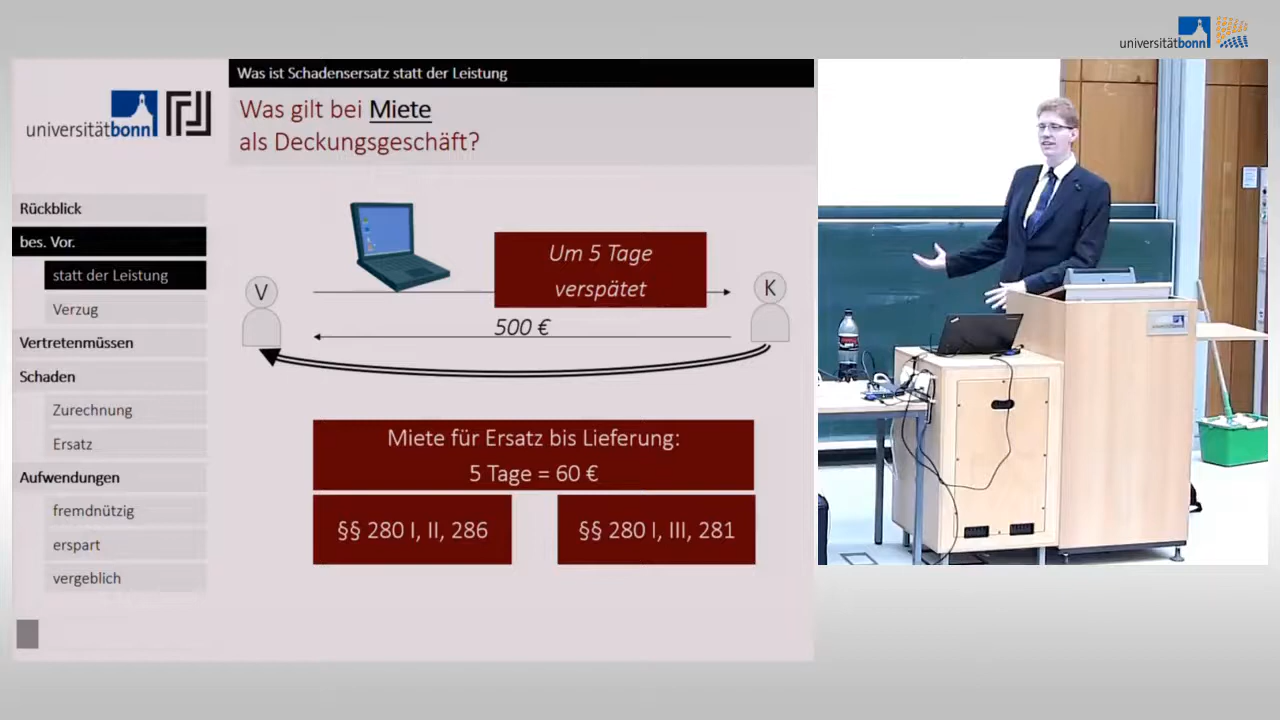 universitätbonn
Was ist Schadensersatz statt der Leistung
Was gilt bei Miete
als Deckungsgeschäft?
universitätbonn
Rückblick
bes. Vor.
statt der Leistung
Verzug
Vertretenmüssen
Schaden
Zurechnung
Ersatz
Aufwendungen
fremdnützig
erspart
vergeblich
Um 5 Tage
verspätet
V
K
500 €
Miete für Ersatz bis Lieferung:
5 Tage = 60 €
§§ 280 I, II, 286
§§ 280 I, III, 281